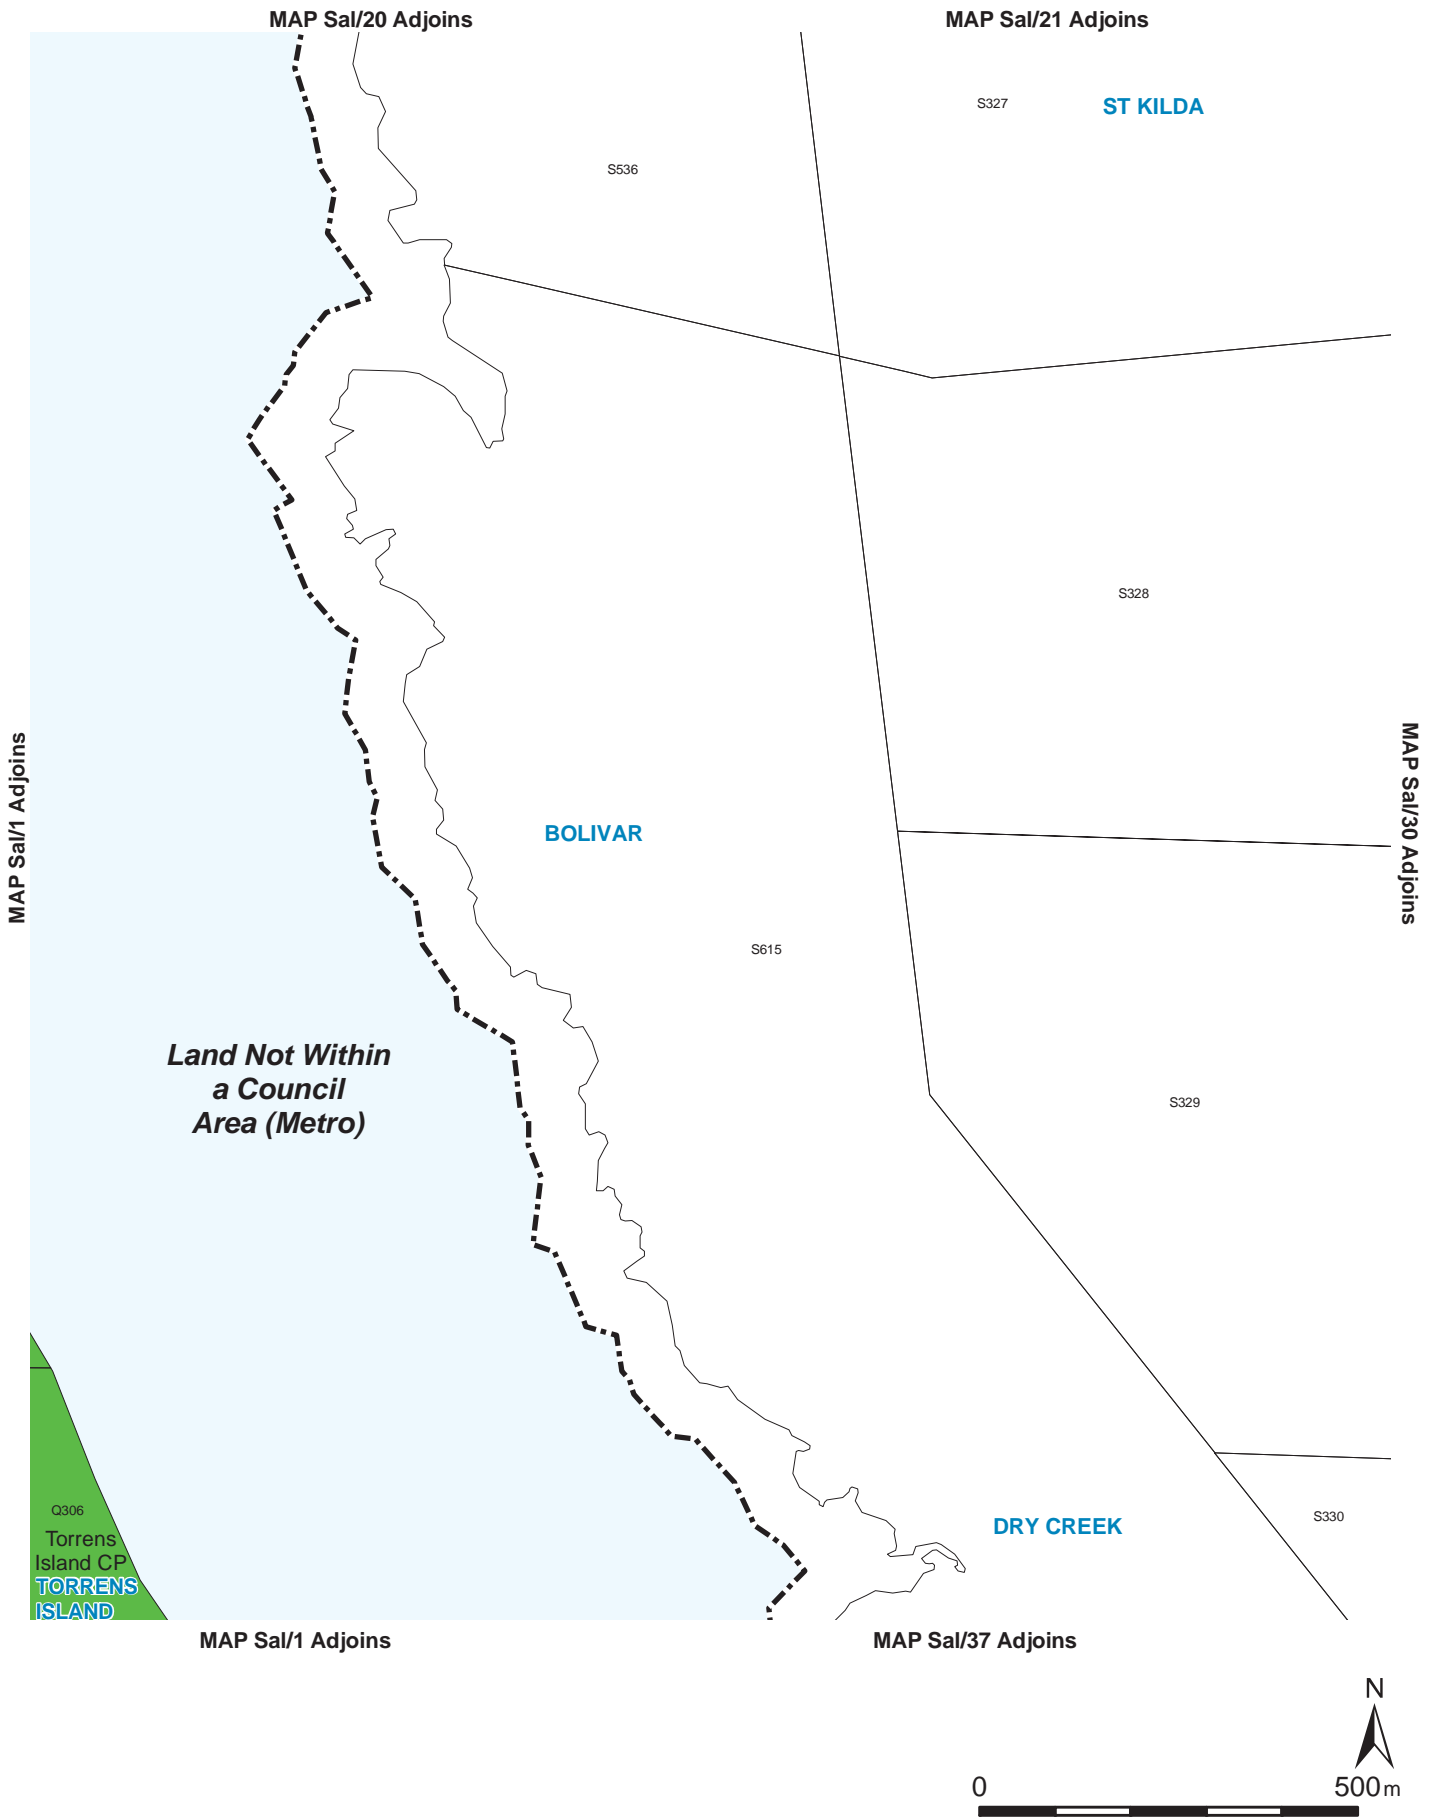 MAP Sal/20 Adjoins
MAP Sal/21 Adjoins
S327
ST KILDA
S536
S328
MAP Sal/1 Adjoins
MAP Sal/30 Adjoins
BOLIVAR
S615
Land Not Within
a Council
Area (Metro)
S329
Q306
Torrens
Island CP
TORRENS
ISLAND
DRY CREEK
S330
MAP Sal/1 Adjoins
MAP Sal/37 Adjoins
N
0
500 m